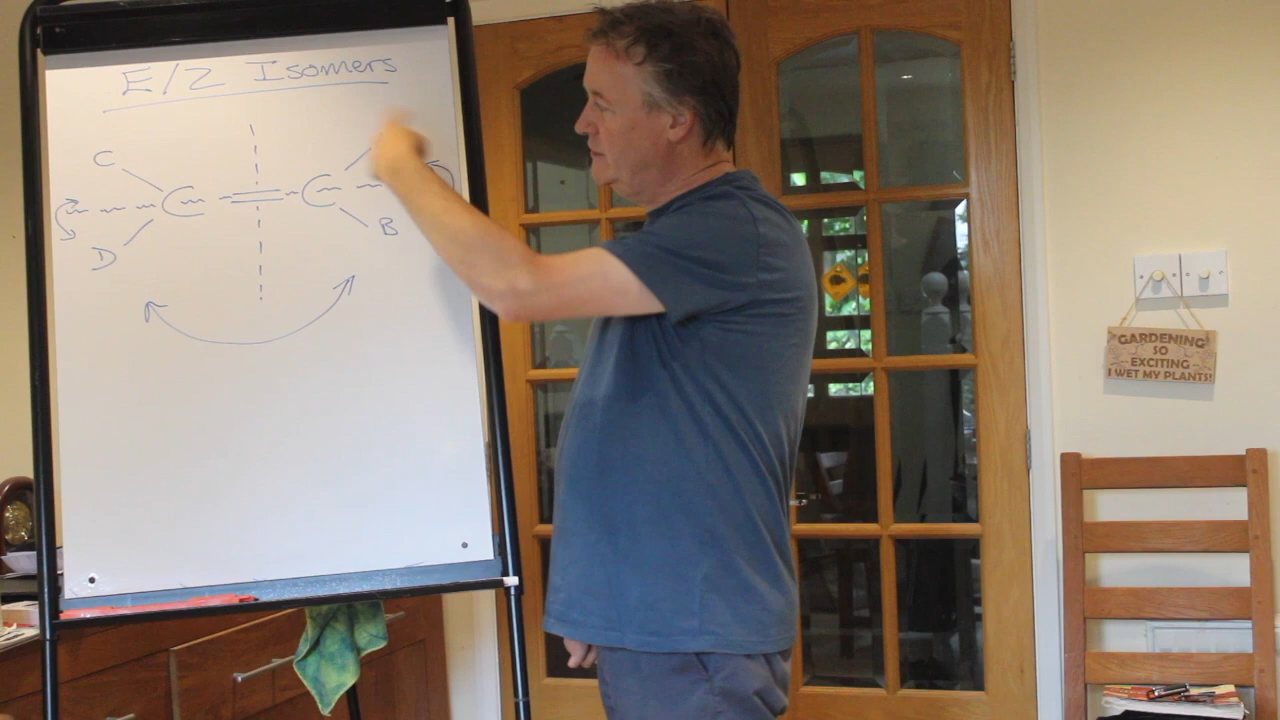 E/Z Isomers
C
C
C
D
B
GARDENING
SO
EXCITING
I WET MY PLANTS!